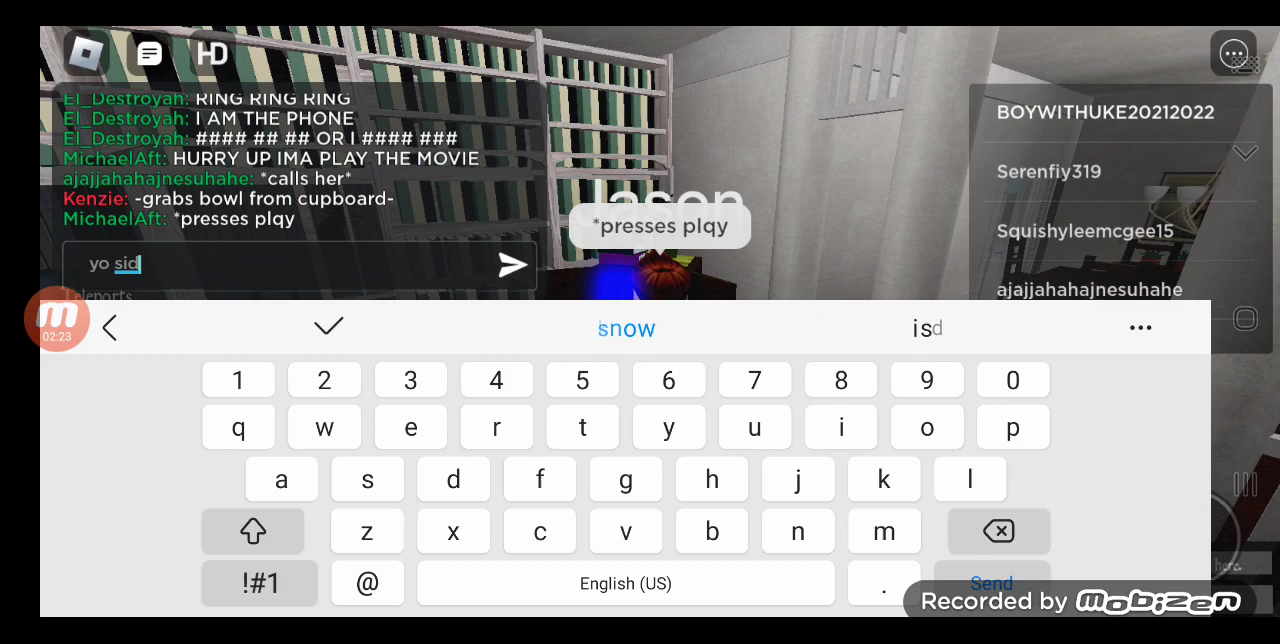 HD
El_Destroyah: RING RING RING
El_Destroyah: I AM THE PHONE
El_Destroyah: #### ## ## OR I #### ###
MichaelAft: HURRY UP IMA PLAY THE MOVIE
ajajjahahajnesuhahe: *calls her*
Kenzie: -grabs bowl from cupboard-
MichaelAft: *presses plqy
yo sid
Teleports
Jason
*presses plqy
BOYWITHUKE20212022
Serenfiy319
Squishyleemcgee15
ajajjahahajnesuhahe
m
02:23
snow
isd
1 2 3 4 5 6 7 8 9 0
q w e r t y u i o p
a s d f g h j k l
z x c v b n m
!#1 @ English (US) . Send
here.
Recorded by mobizen